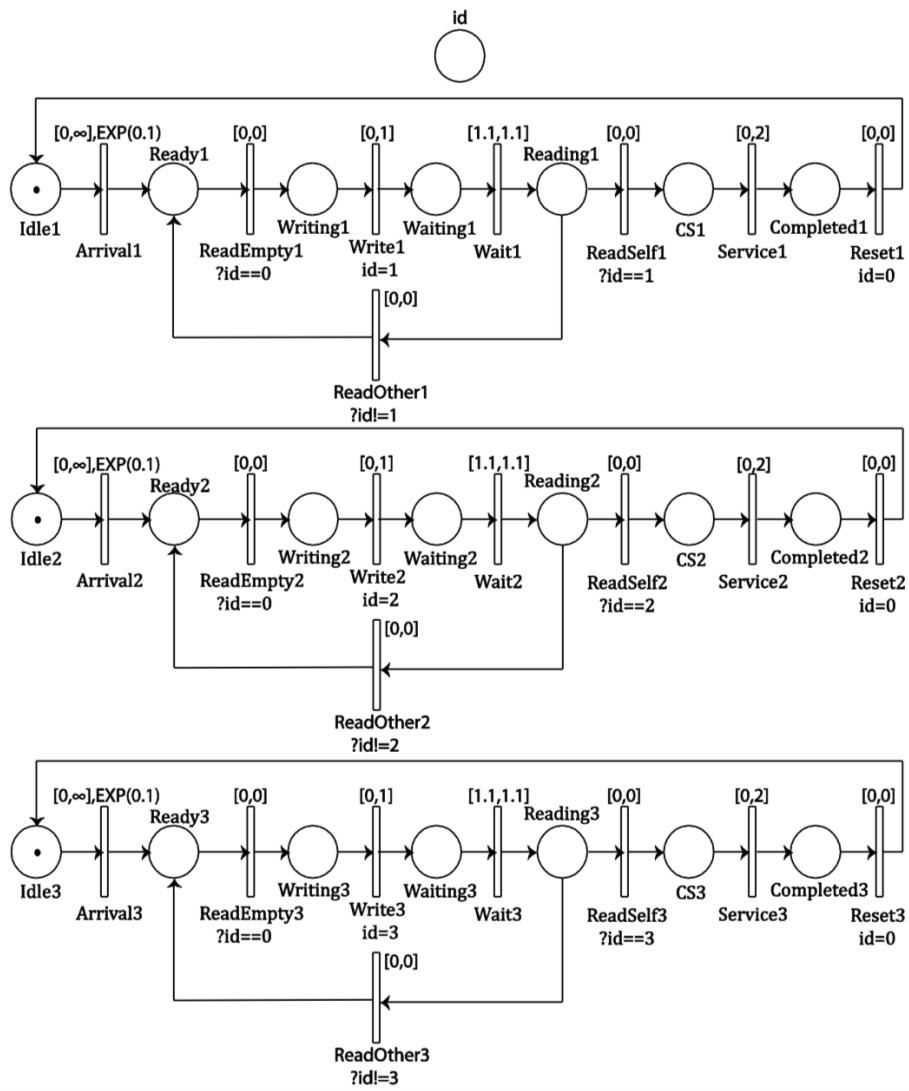 id
[0,∞],EXP(0.1) [0,0] [0,1] [1.1,1.1] [0,0] [0,2] [0,0]
Ready1 Reading1
Idle1 Arrival1 ReadEmpty1 Writing1 Write1 Waiting1 Wait1 ReadSelf1 CS1 Service1 Completed1 Reset1
?id==0 id=1 ?id==1 id=0
[0,0]
ReadOther1
?id!=1
[0,∞],EXP(0.1) [0,0] [0,1] [1.1,1.1] [0,0] [0,2] [0,0]
Ready2 Reading2
Idle2 Arrival2 ReadEmpty2 Writing2 Write2 Waiting2 Wait2 ReadSelf2 CS2 Service2 Completed2 Reset2
?id==0 id=2 ?id==2 id=0
[0,0]
ReadOther2
?id!=2
[0,∞],EXP(0.1) [0,0] [0,1] [1.1,1.1] [0,0] [0,2] [0,0]
Ready3 Reading3
Idle3 Arrival3 ReadEmpty3 Writing3 Write3 Waiting3 Wait3 ReadSelf3 CS3 Service3 Completed3 Reset3
?id==0 id=3 ?id==3 id=0
[0,0]
ReadOther3
?id!=3